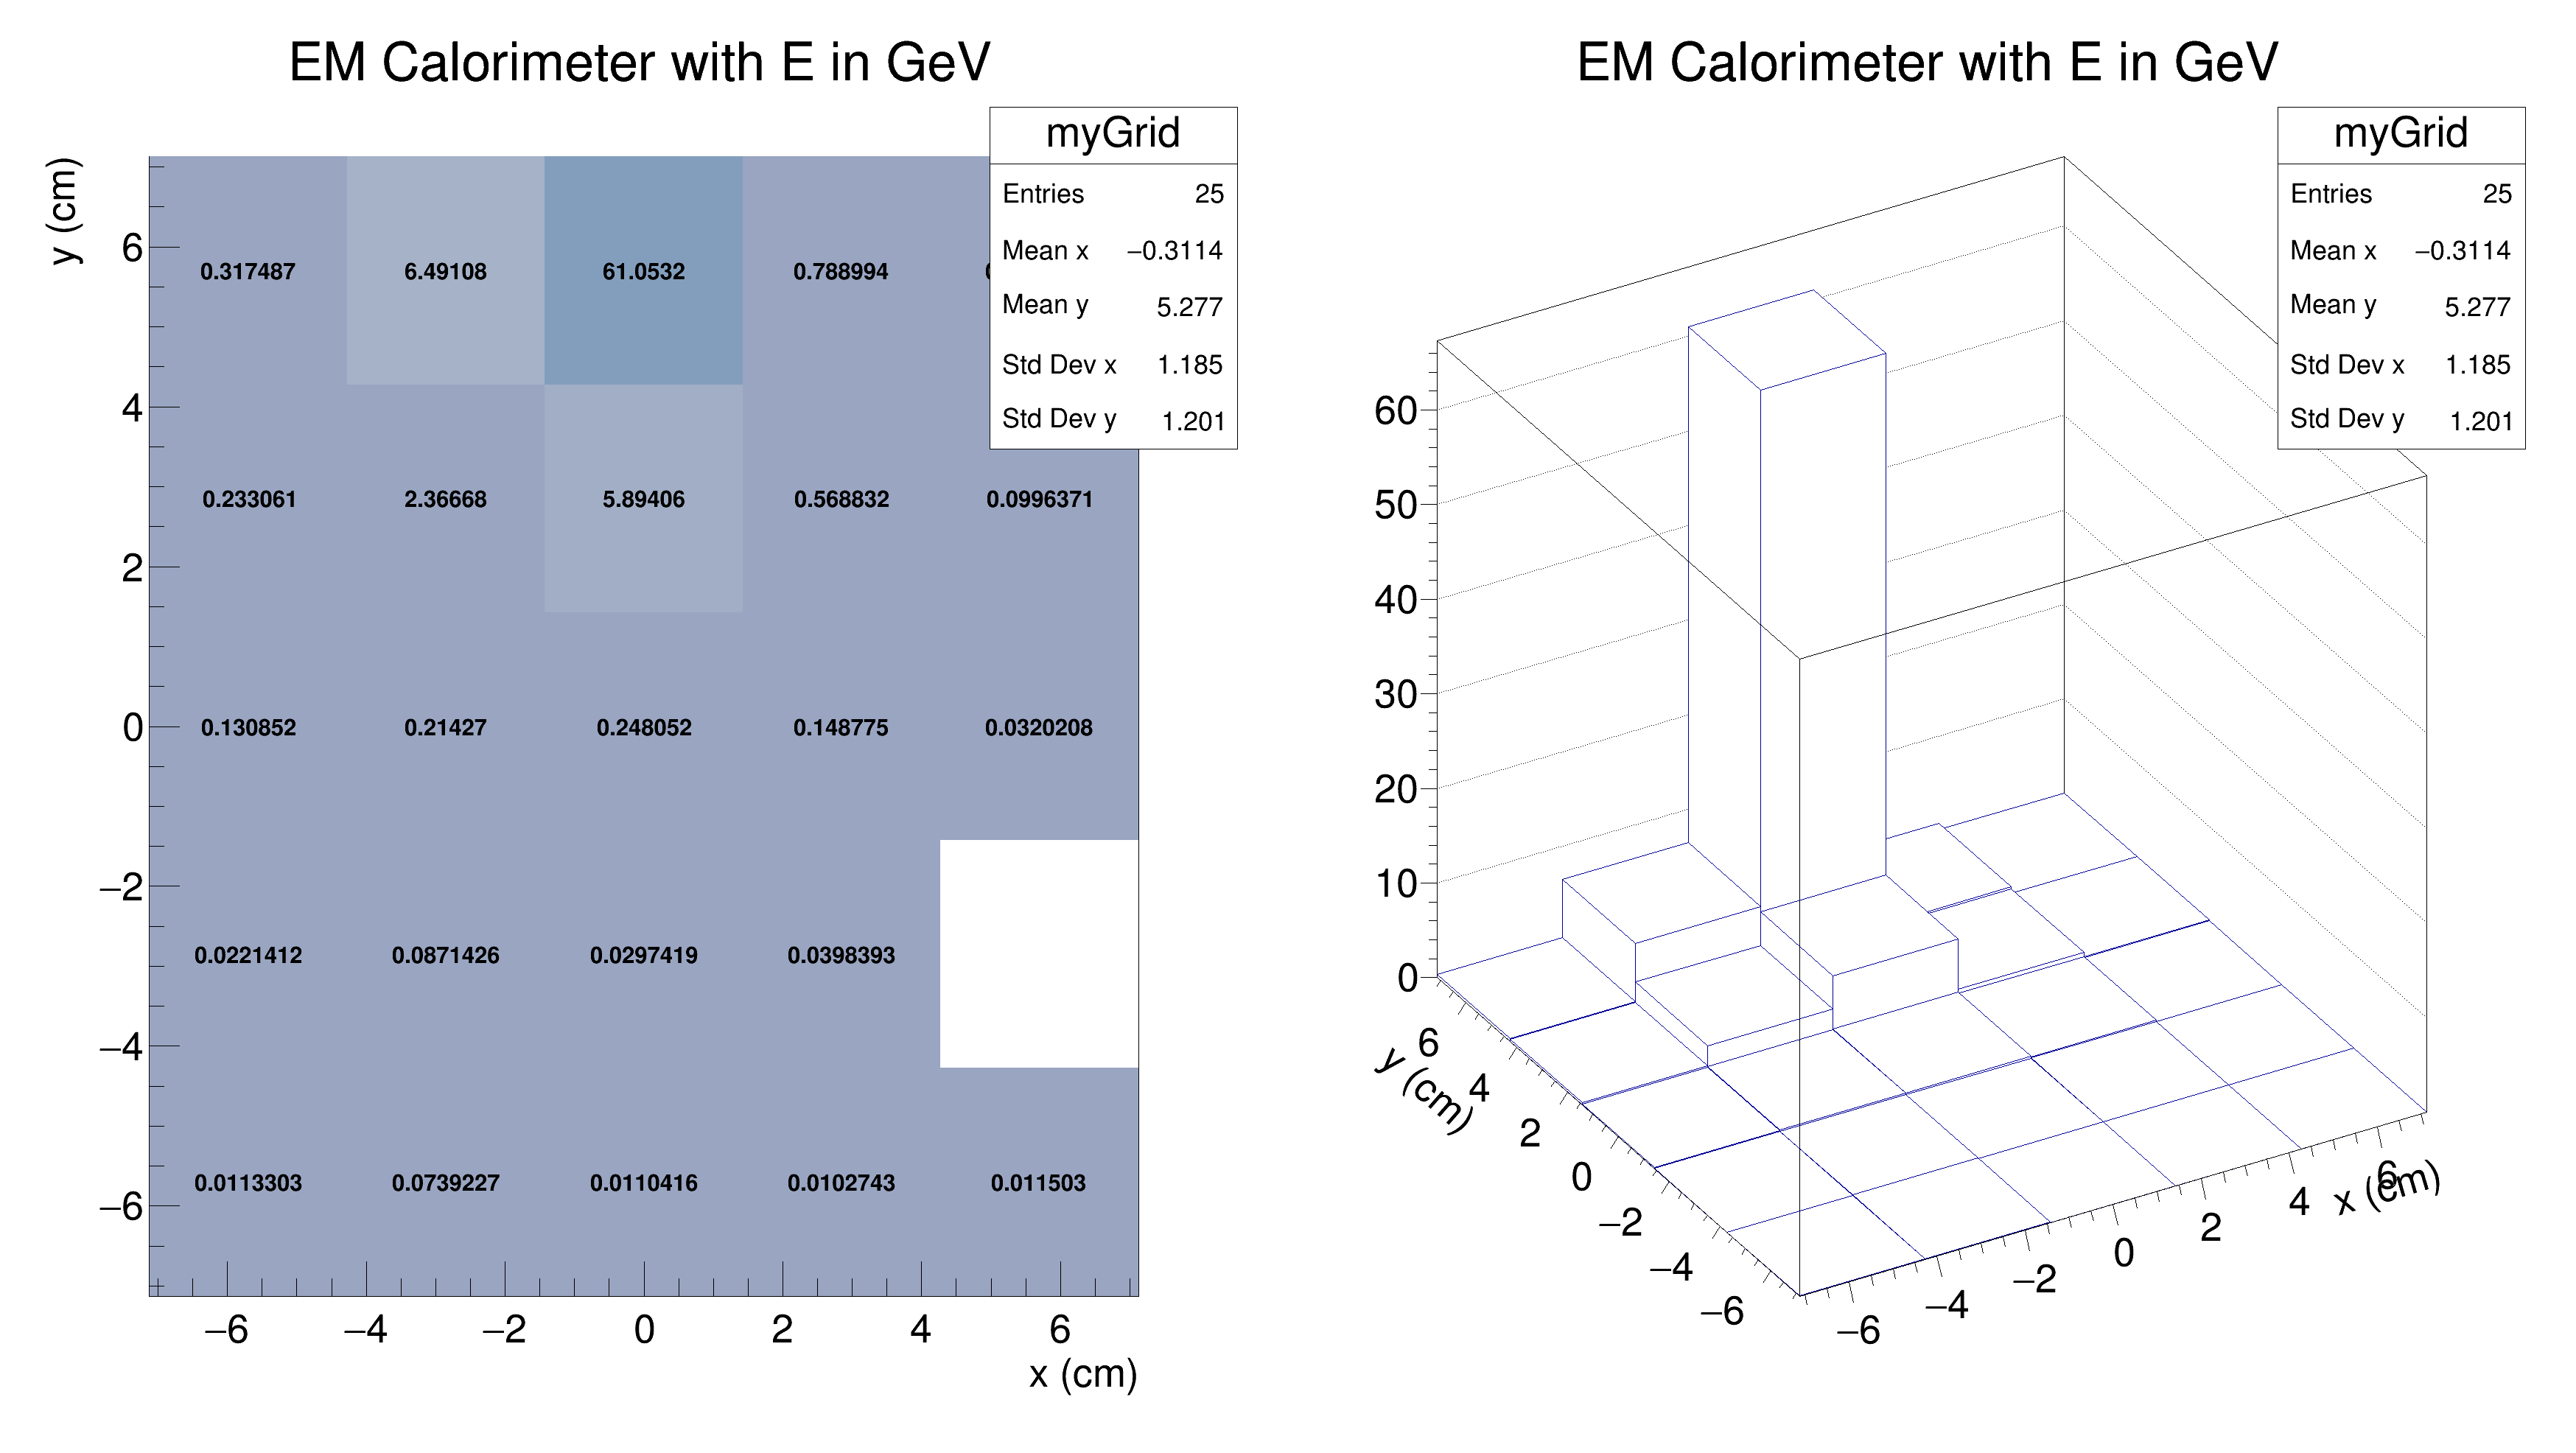 EM Calorimeter with E in GeV
y (cm)
myGrid
Entries 25
Mean x −0.3114
Mean y 5.277
Std Dev x 1.185
Std Dev y 1.201
6
4
2
0
−2
−4
−6
0.317487 6.49108 61.0532 0.788994
0.233061 2.36668 5.89406 0.568832 0.0996371
0.130852 0.21427 0.248052 0.148775 0.0320208
0.0221412 0.0871426 0.0297419 0.0398393
0.0113303 0.0739227 0.0110416 0.0102743 0.011503
−6 −4 −2 0 2 4 6
x (cm)
EM Calorimeter with E in GeV
myGrid
Entries 25
Mean x −0.3114
Mean y 5.277
Std Dev x 1.185
Std Dev y 1.201
60
50
40
30
20
10
0
6
4
2
0
−2
−4
−6
y (cm)
−6
−4
−2
0
2
4
6
x (cm)